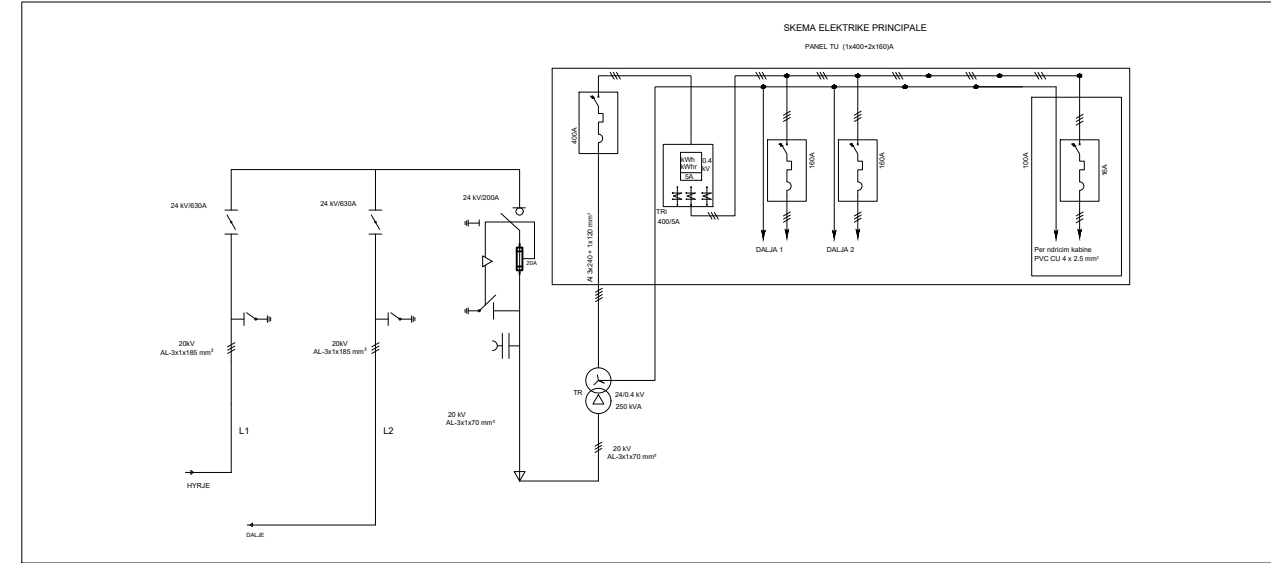 SKEMA ELEKTRIKE PRINCIPALE
PANEL TU (1x400+2x160)A
400A
kWh
kWhr
5A
0.4
kV
TRI
400/5A
160A
160A
100A
16A
DALJA 1
DALJA 2
Per ndricim kabine
PVC CU 4 x 2.5 mm²
Al 3x240 + 1x120 mm²
24 kV/630A
24 kV/630A
24 kV/200A
20A
20kV
AL-3x1x185 mm²
20kV
AL-3x1x185 mm²
TR
24/0.4 kV
250 kVA
20 kV
AL-3x1x70 mm²
20 kV
AL-3x1x70 mm²
L1
L2
HYRJE
DALJE